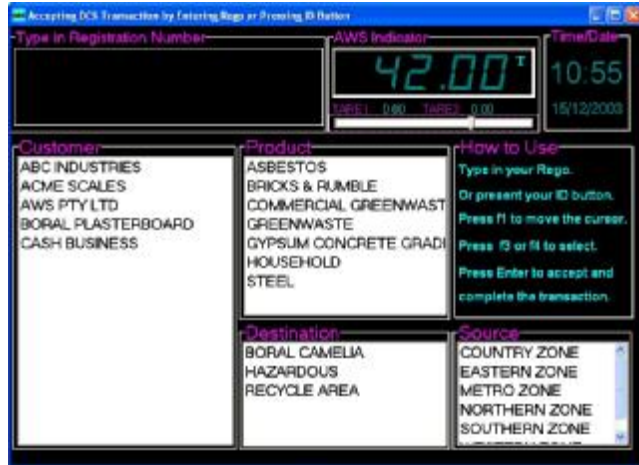 Accepting DCS Transaction by Entering Rego or Pressing ID Button
Type in Registration Number
AWS Indicator
Time/Date
42.00 T
10:55
TARE1 0.00 TARE2 0.00
15/12/2003
Customer
ABC INDUSTRIES
ACME SCALES
AWS PTY LTD
BORAL PLASTERBOARD
CASH BUSINESS
Product
ASBESTOS
BRICKS & RUMBLE
COMMERCIAL GREENWAST
GREENWASTE
GYPSUM CONCRETE GRADI
HOUSEHOLD
STEEL
How to Use
Type in your Rego.
Or present your ID button.
Press f1 to move the cursor.
Press f3 or f4 to select.
Press Enter to accept and
complete the transaction.
Destination
BORAL CAMELIA
HAZARDOUS
RECYCLE AREA
Source
COUNTRY ZONE
EASTERN ZONE
METRO ZONE
NORTHERN ZONE
SOUTHERN ZONE